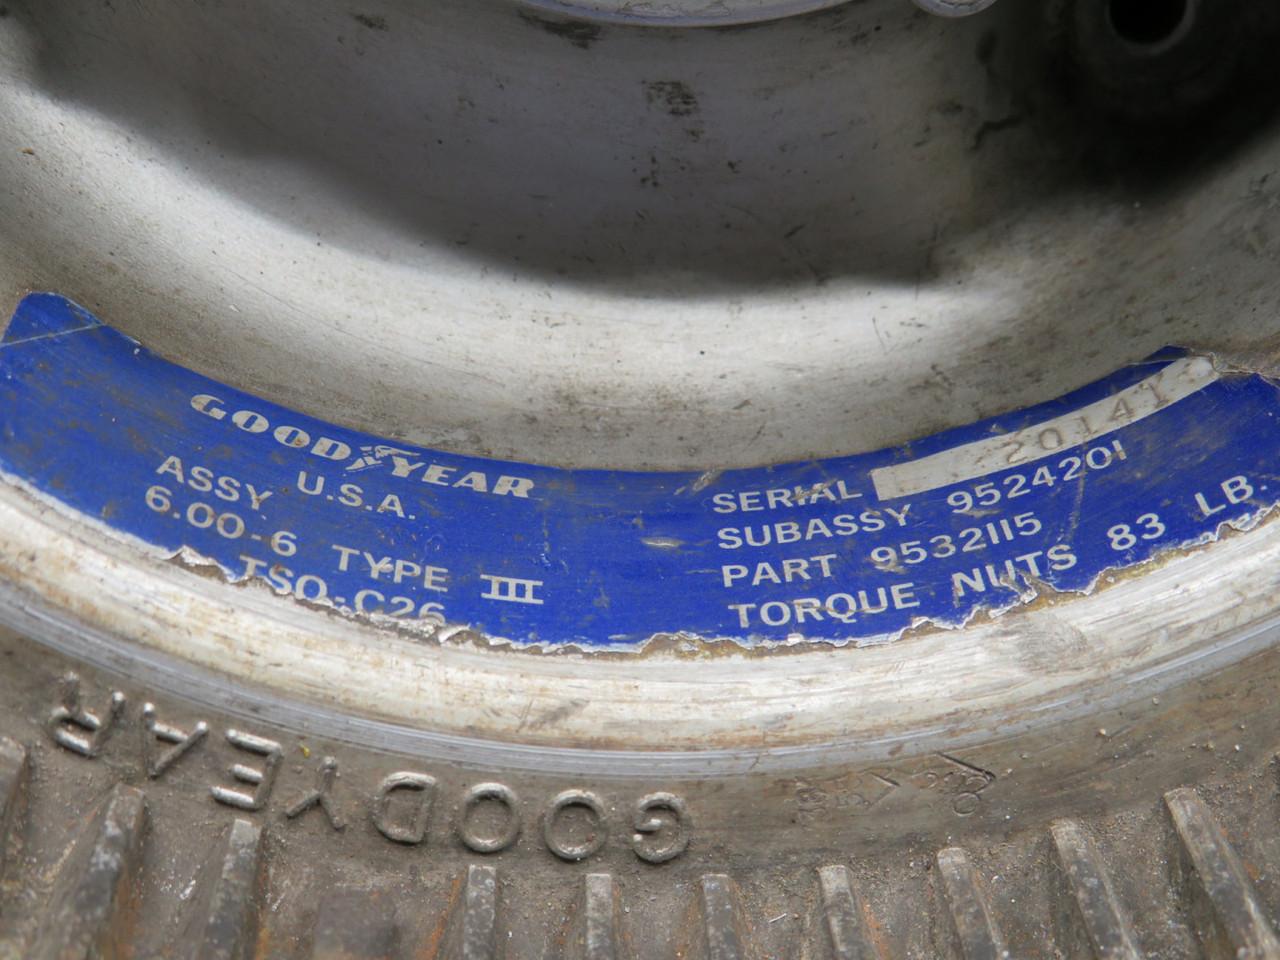 GOODYEAR
U.S.A.
ASSY
6.00-6 TYPE III
TSO-C26
SERIAL 20141
SUBASSY 9524201
PART 9532115
TORQUE NUTS 83 LB.
GOODYEAR